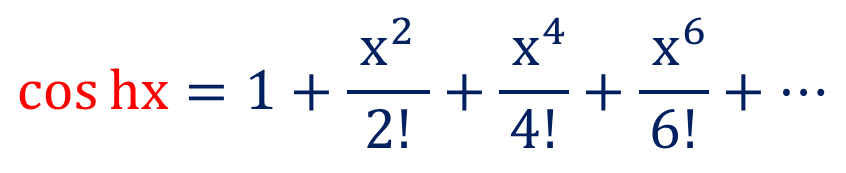 cos hx = 1 + x²/2! + x⁴/4! + x⁶/6! + ⋯